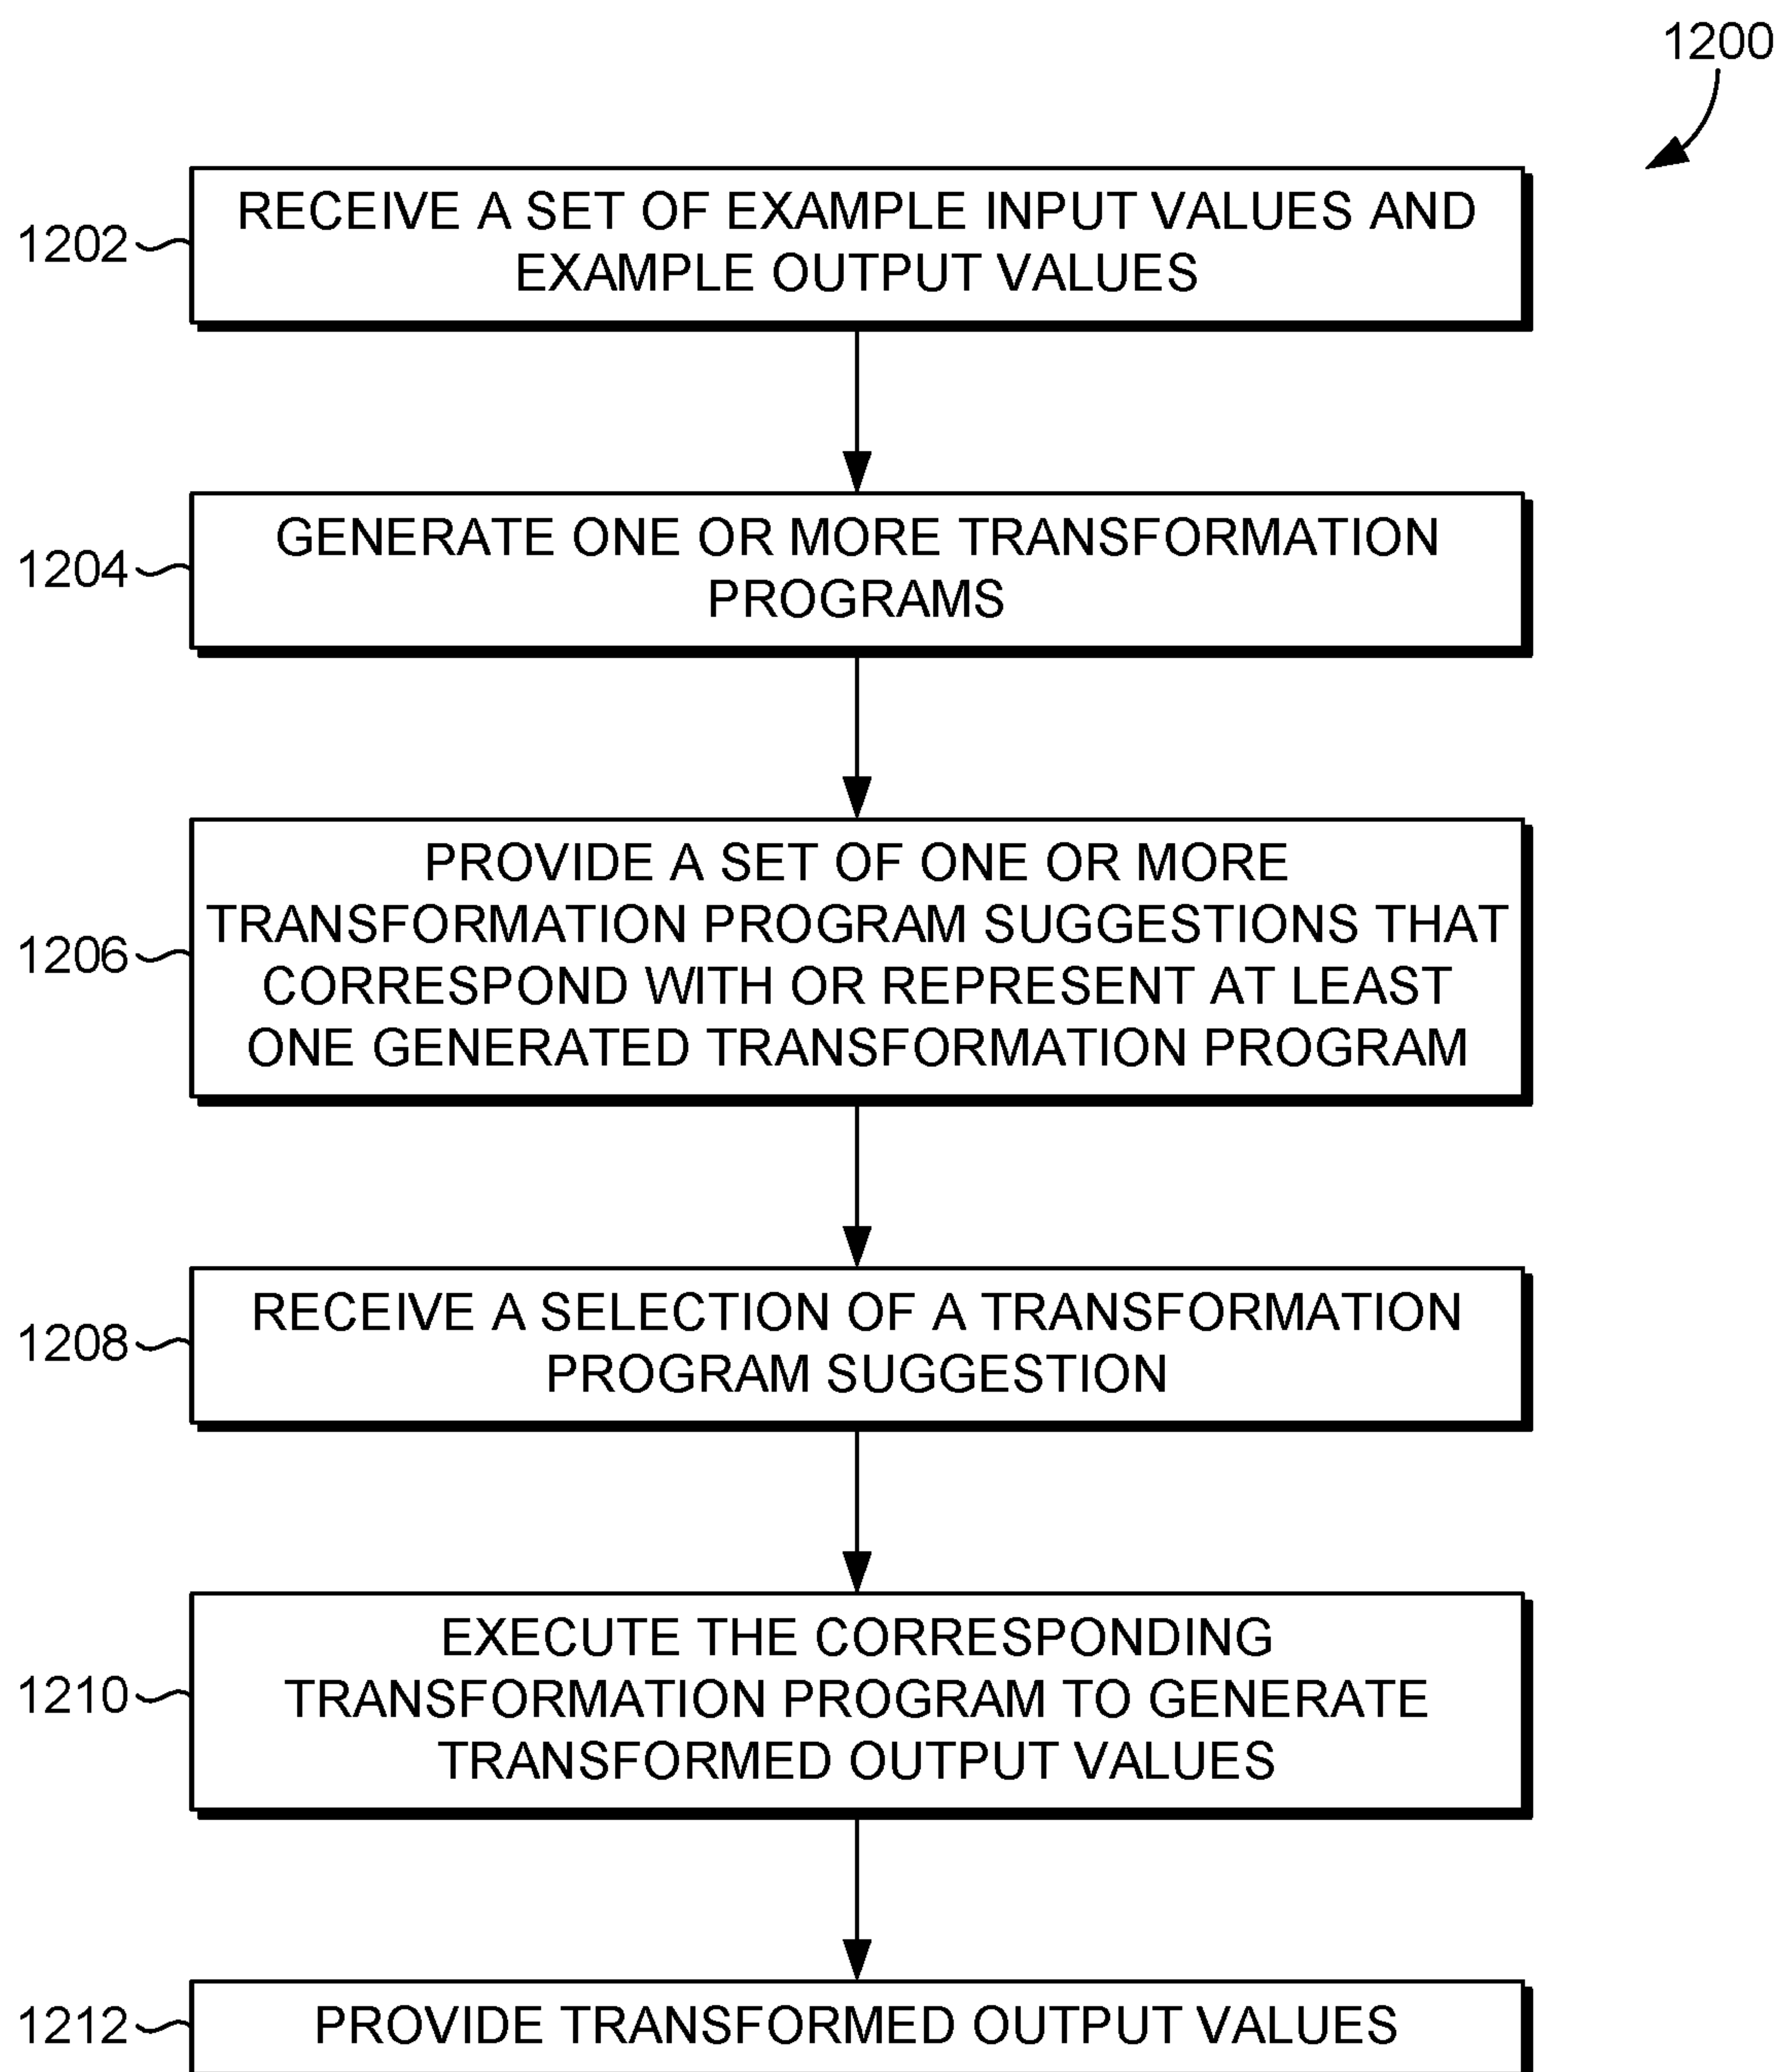 1200
1202
RECEIVE A SET OF EXAMPLE INPUT VALUES AND
EXAMPLE OUTPUT VALUES
1204
GENERATE ONE OR MORE TRANSFORMATION
PROGRAMS
1206
PROVIDE A SET OF ONE OR MORE
TRANSFORMATION PROGRAM SUGGESTIONS THAT
CORRESPOND WITH OR REPRESENT AT LEAST
ONE GENERATED TRANSFORMATION PROGRAM
1208
RECEIVE A SELECTION OF A TRANSFORMATION
PROGRAM SUGGESTION
1210
EXECUTE THE CORRESPONDING
TRANSFORMATION PROGRAM TO GENERATE
TRANSFORMED OUTPUT VALUES
1212
PROVIDE TRANSFORMED OUTPUT VALUES